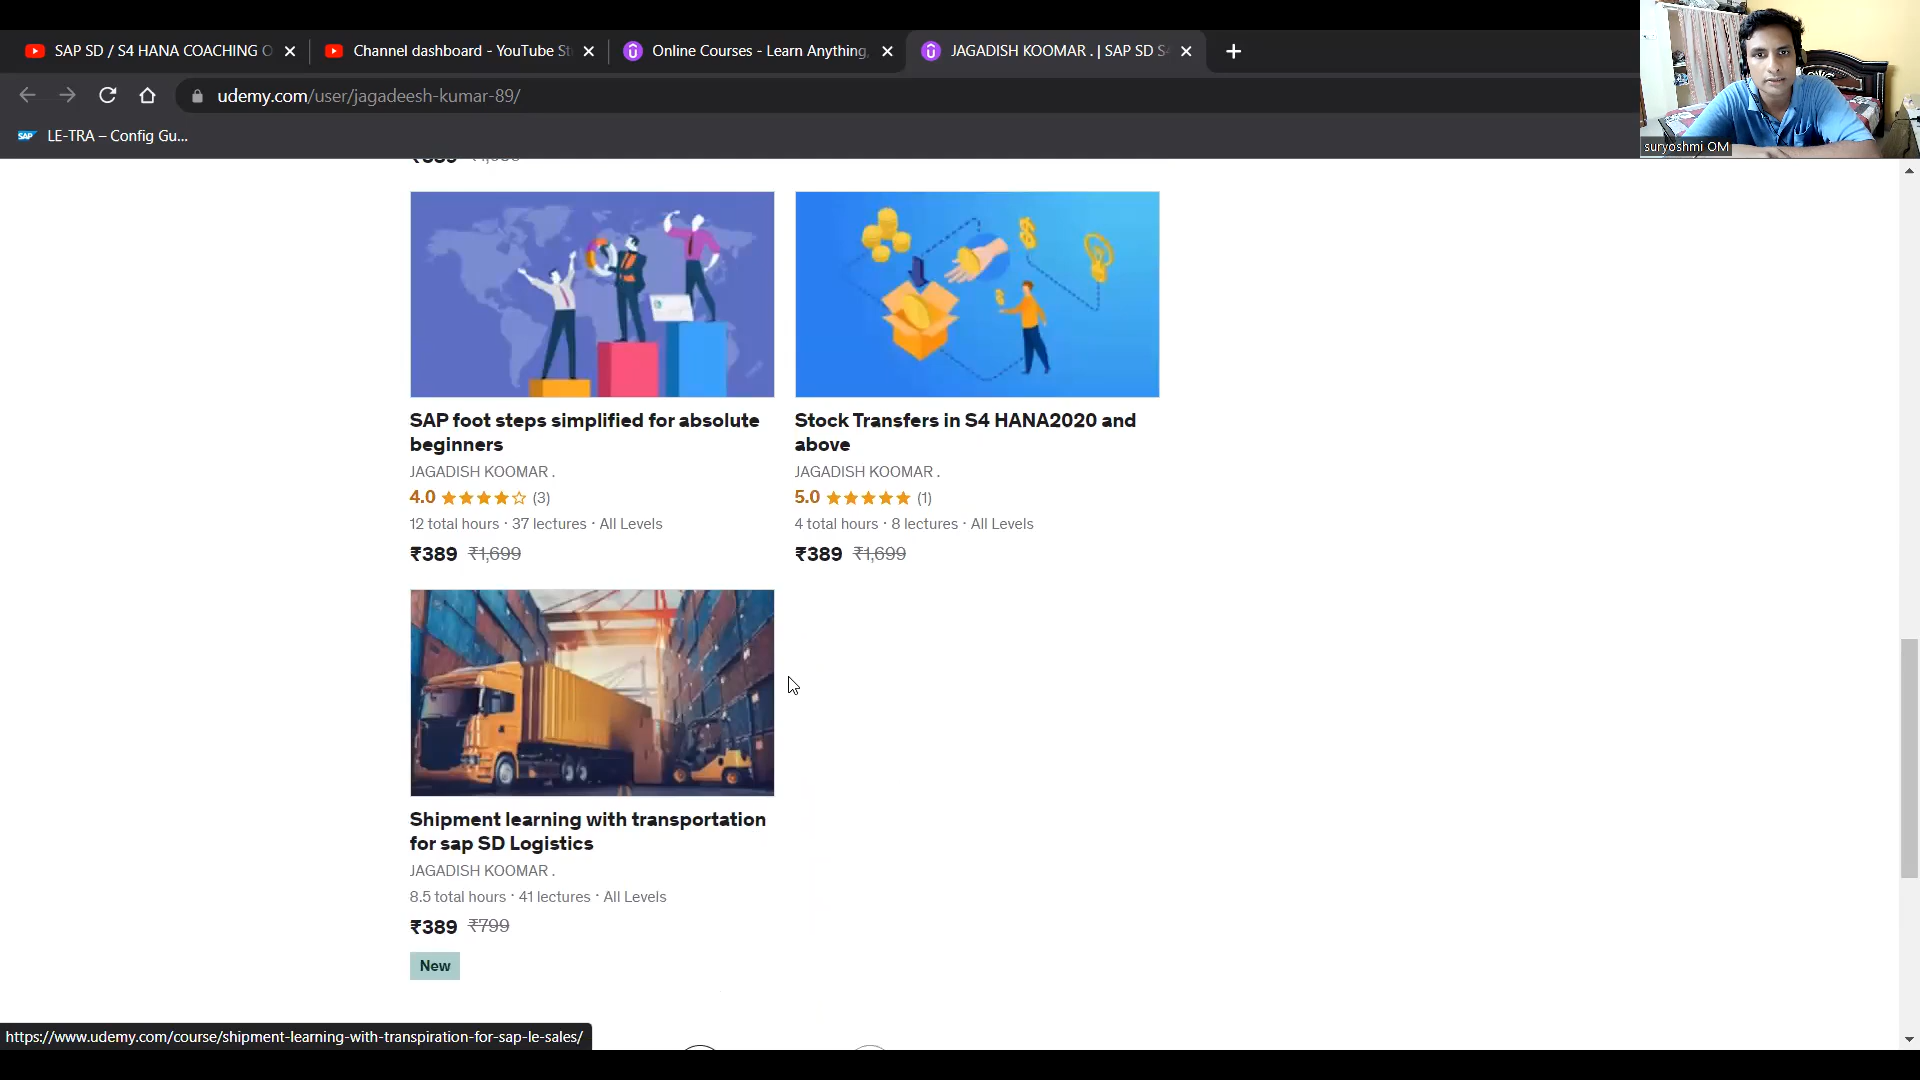 SAP SD / S4 HANA COACHING O
Channel dashboard - YouTube St
Online Courses - Learn Anything,
JAGADISH KOOMAR . | SAP SD S
udemy.com/user/jagadeesh-kumar-89/
SAP LE-TRA – Config Gu...
suryoshmi OM
SAP foot steps simplified for absolute
beginners
JAGADISH KOOMAR .
4.0 (3)
12 total hours · 37 lectures · All Levels
₹389 ₹1,699
Stock Transfers in S4 HANA2020 and
above
JAGADISH KOOMAR .
5.0 (1)
4 total hours · 8 lectures · All Levels
₹389 ₹1,699
Shipment learning with transportation
for sap SD Logistics
JAGADISH KOOMAR .
8.5 total hours · 41 lectures · All Levels
₹389 ₹799
New
https://www.udemy.com/course/shipment-learning-with-transpiration-for-sap-le-sales/